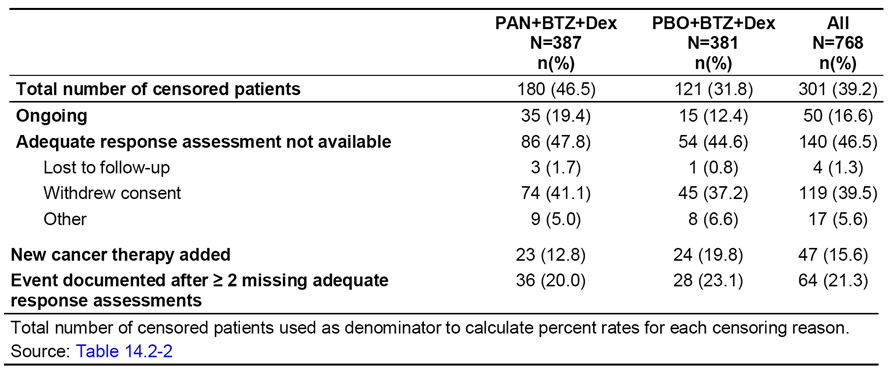 PAN+BTZ+Dex PBO+BTZ+Dex All
N=387 N=381 N=768
n(%) n(%) n(%)
Total number of censored patients 180 (46.5) 121 (31.8) 301 (39.2)
Ongoing 35 (19.4) 15 (12.4) 50 (16.6)
Adequate response assessment not available 86 (47.8) 54 (44.6) 140 (46.5)
Lost to follow-up 3 (1.7) 1 (0.8) 4 (1.3)
Withdrew consent 74 (41.1) 45 (37.2) 119 (39.5)
Other 9 (5.0) 8 (6.6) 17 (5.6)
New cancer therapy added 23 (12.8) 24 (19.8) 47 (15.6)
Event documented after ≥ 2 missing adequate 36 (20.0) 28 (23.1) 64 (21.3)
response assessments
Total number of censored patients used as denominator to calculate percent rates for each censoring reason.
Source: Table 14.2-2